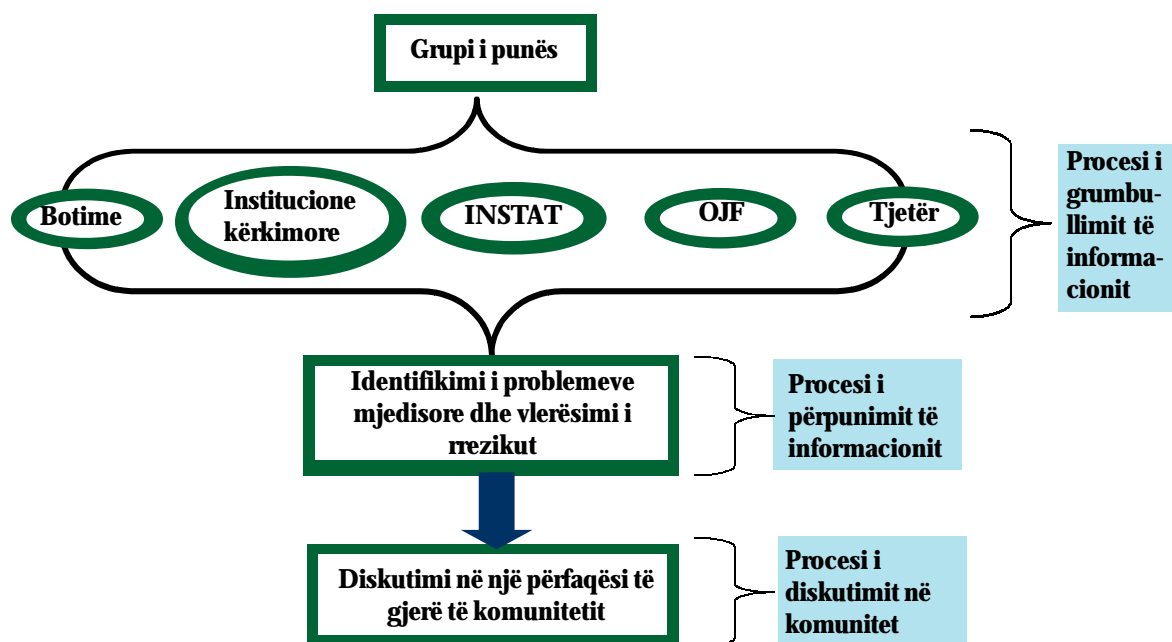 Grupi i punës
Botime
Institucione
kërkimore
INSTAT
OJF
Tjetër
Procesi i
grumbu-
llimit të
informa-
cionit
Identifikimi i problemeve
mjedisore dhe vlerësimi i
rrezikut
Procesi i
përpunimit të
informacionit
Diskutimi në një përfaqësi të
gjerë të komunitetit
Procesi i
diskutimit në
komunitet